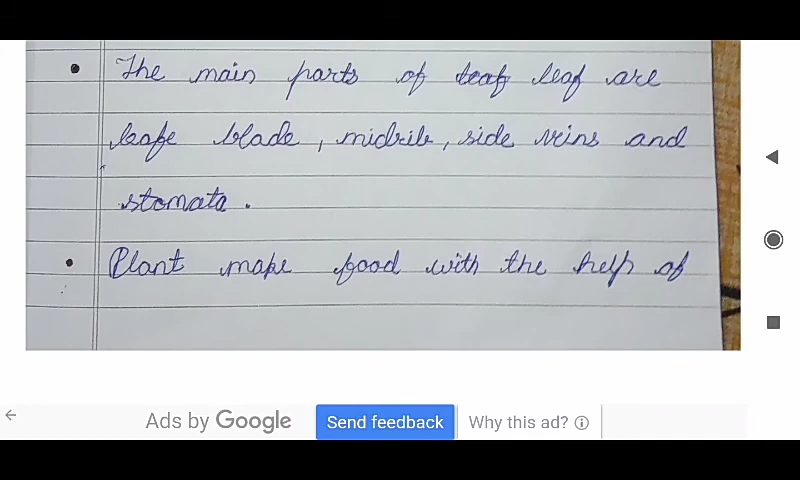 • The main parts of leaf leaf are
leafe blade, midrib, side veins and
stomata.
• Plant make food with the help of
Ads by Google Send feedback Why this ad?